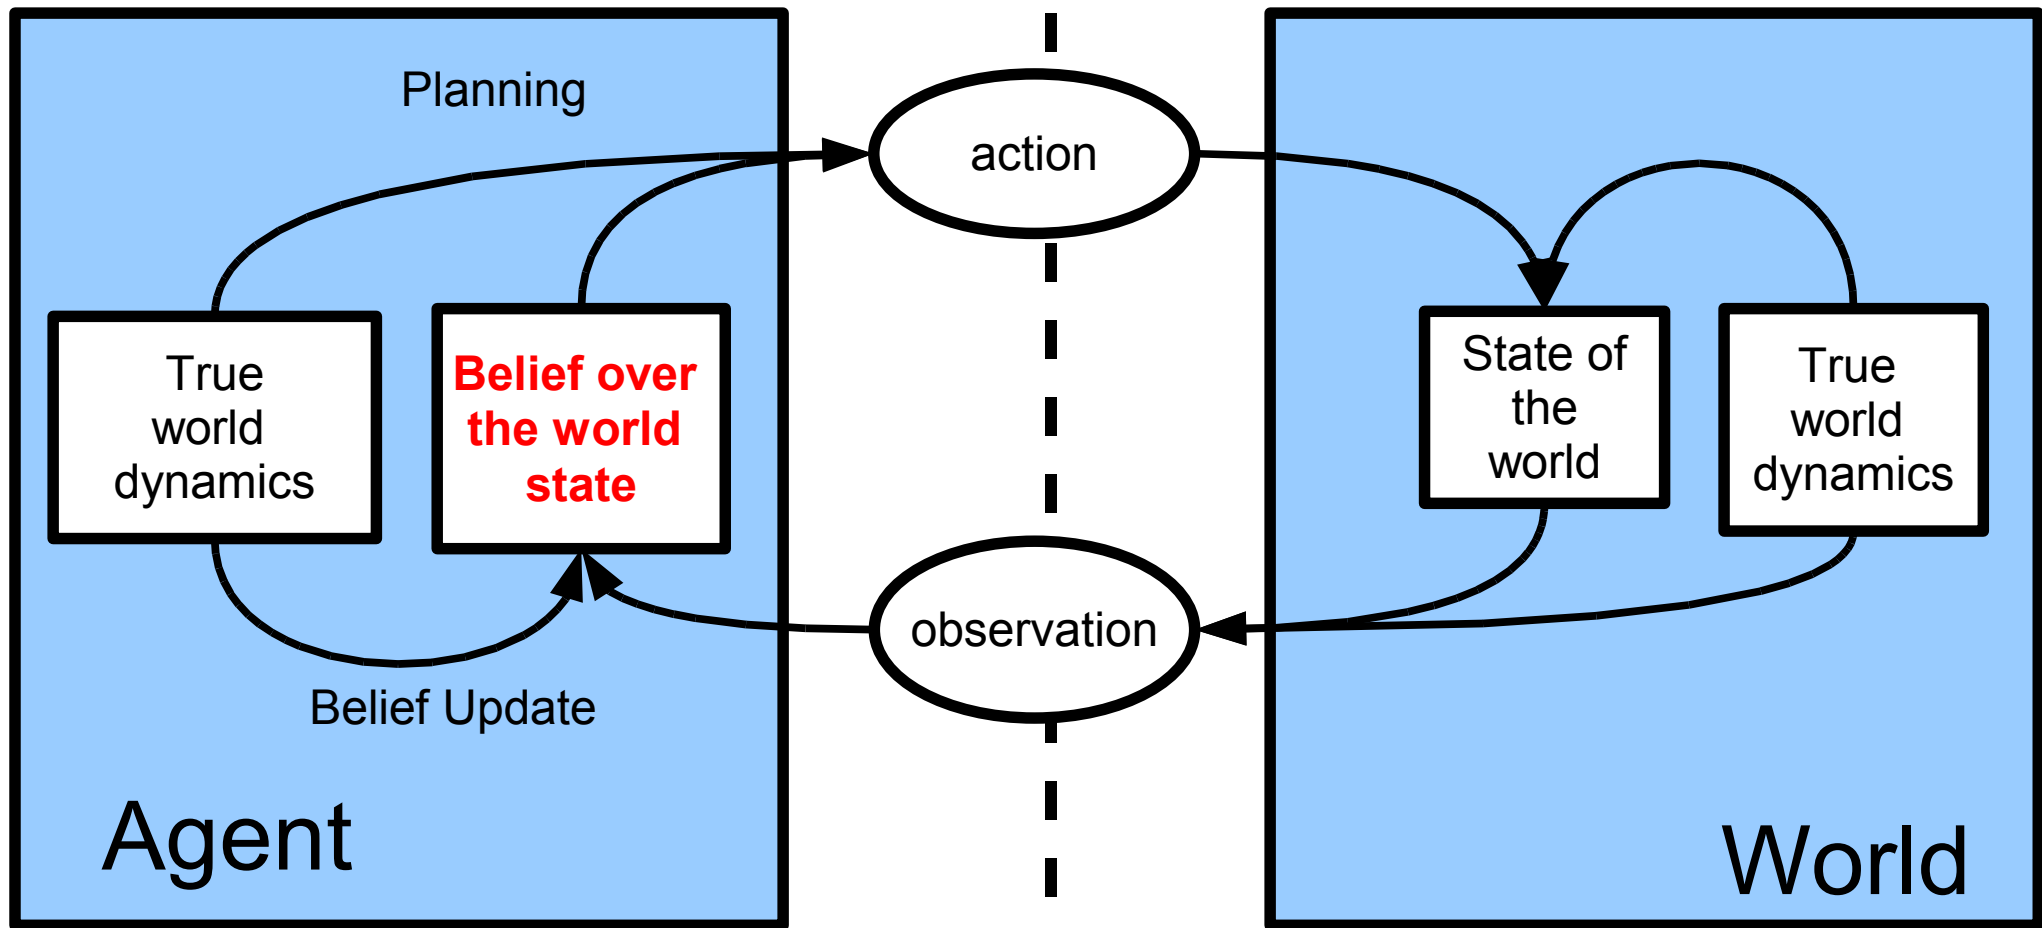 Planning
action
True
world
dynamics
Belief over
the world
state
State of
the
world
True
world
dynamics
observation
Belief Update
Agent
World